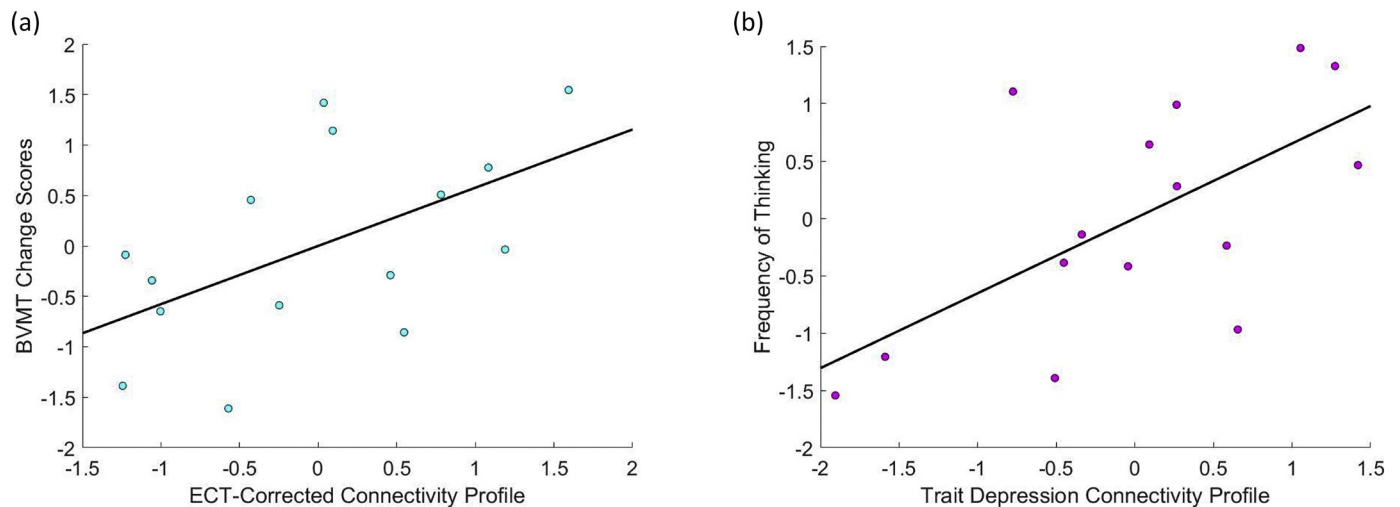 (a)
2
1.5
1
0.5
0
-0.5
-1
-1.5
-2
BVMT Change Scores
-1.5 -1 -0.5 0 0.5 1 1.5 2
ECT-Corrected Connectivity Profile
(b)
1.5
1
0.5
0
-0.5
-1
-1.5
-2
Frequency of Thinking
-2 -1.5 -1 -0.5 0 0.5 1 1.5
Trait Depression Connectivity Profile